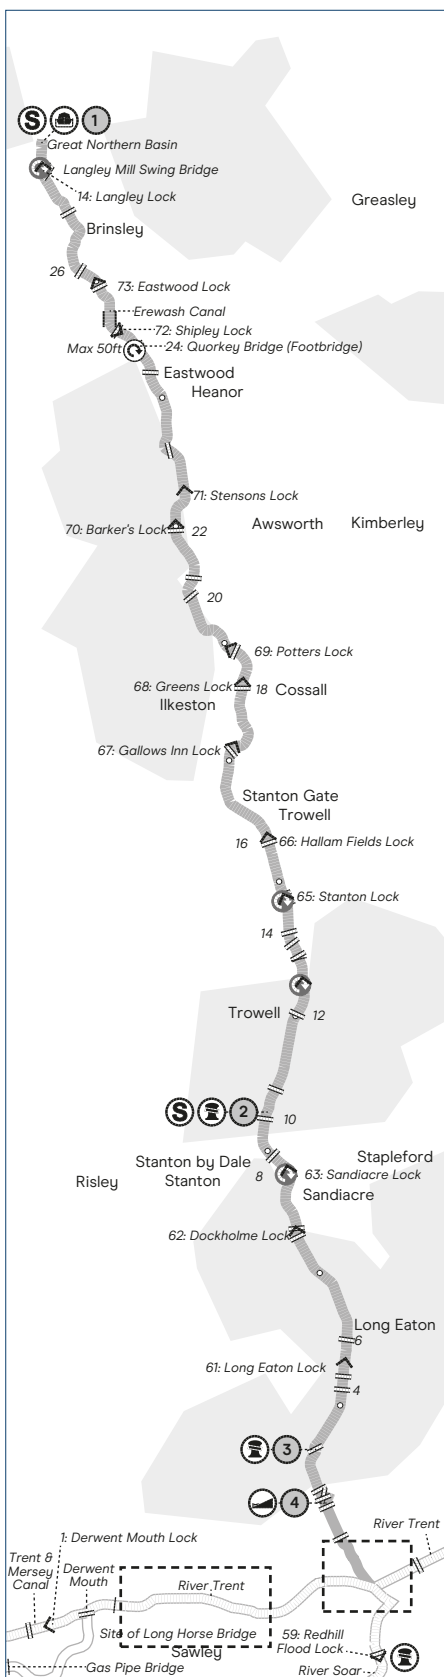 S 1
Great Northern Basin
Langley Mill Swing Bridge
14: Langley Lock
Greasley
Brinsley
26
73: Eastwood Lock
Erewash Canal
72: Shipley Lock
Max 50ft
24: Quorkey Bridge (Footbridge)
Eastwood
Heanor
71: Stensons Lock
70: Barker's Lock
22
Awsworth
Kimberley
20
69: Potters Lock
68: Greens Lock
18
Cossall
Ilkeston
67: Gallows Inn Lock
Stanton Gate
Trowell
16
66: Hallam Fields Lock
65: Stanton Lock
14
Trowell
12
S 2
10
Stanton by Dale
Stanton
Stapleford
Risley
8
63: Sandiacre Lock
Sandiacre
62: Dockholme Lock
Long Eaton
6
61: Long Eaton Lock
4
3
4
River Trent
1: Derwent Mouth Lock
Trent &
Mersey
Canal
Derwent
Mouth
River Trent
Site of Long Horse Bridge
Sawley
59: Redhill
Flood Lock
Gas Pipe Bridge
River Soar